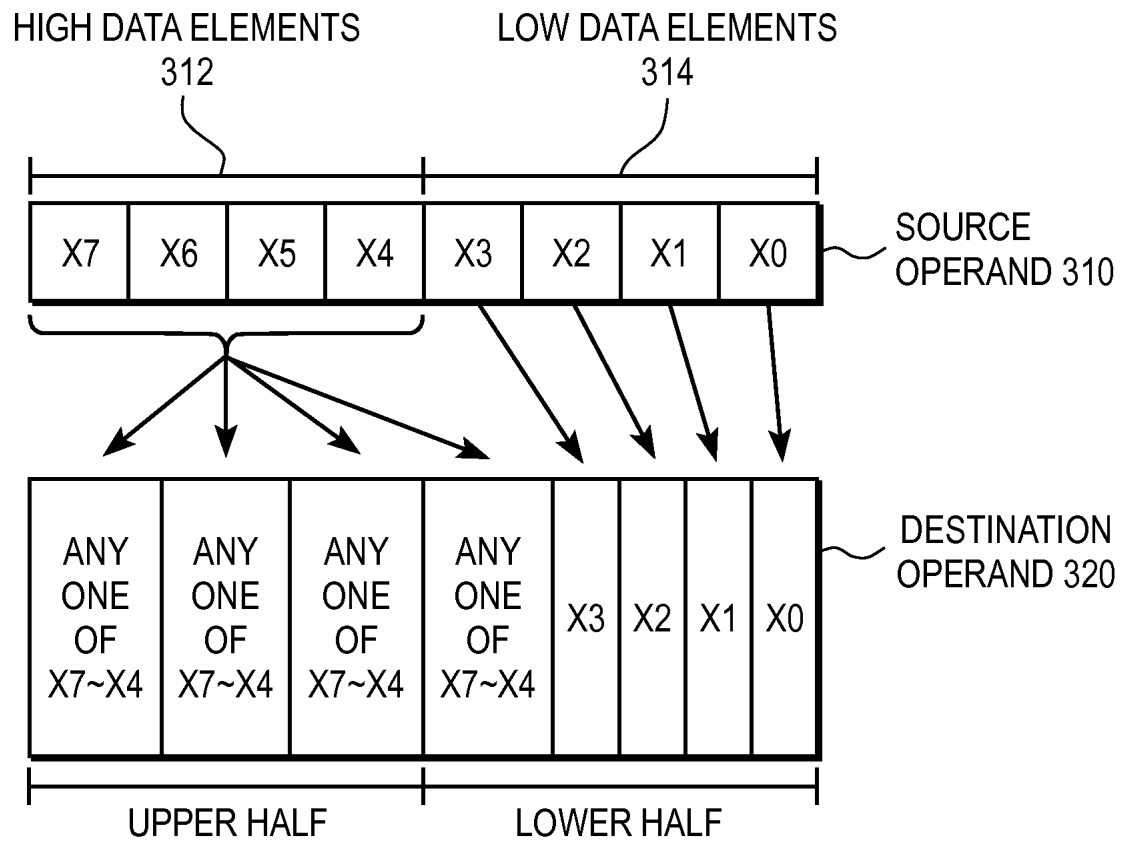 HIGH DATA ELEMENTS
312
LOW DATA ELEMENTS
314
X7 X6 X5 X4 X3 X2 X1 X0
SOURCE
OPERAND 310
ANY
ONE
OF
X7~X4
ANY
ONE
OF
X7~X4
ANY
ONE
OF
X7~X4
ANY
ONE
OF
X7~X4
X3 X2 X1 X0
DESTINATION
OPERAND 320
UPPER HALF
LOWER HALF